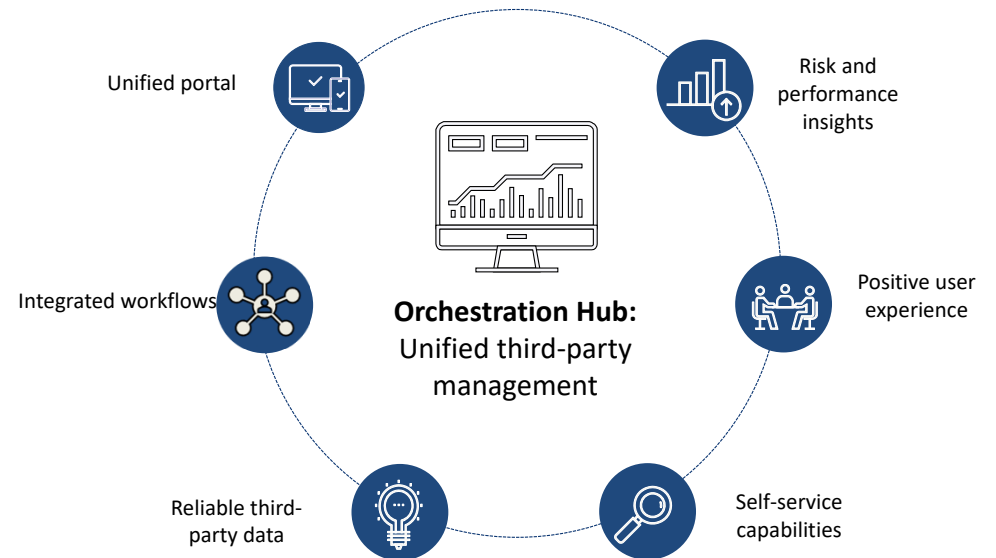 Unified portal
Risk and
performance
insights
Integrated workflows
Orchestration Hub:
Unified third-party
management
Positive user
experience
Reliable third-
party data
Self-service
capabilities